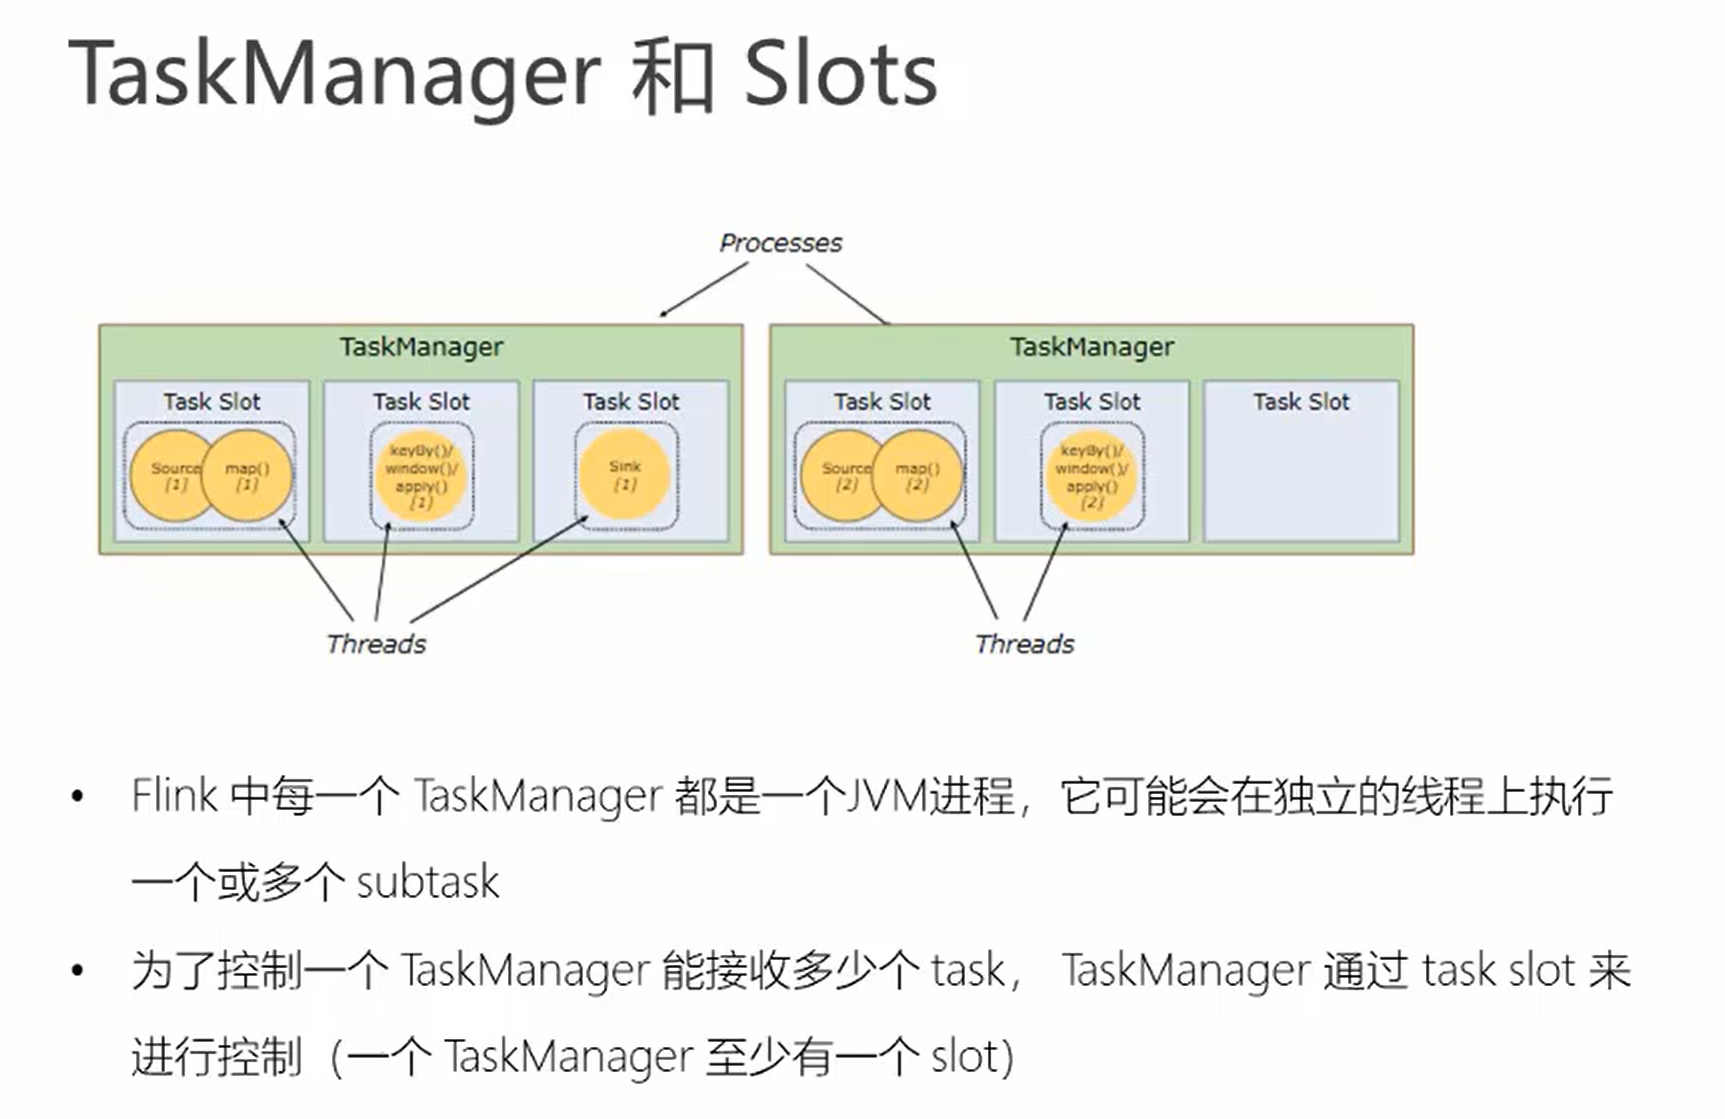 TaskManager 和 Slots
Processes
TaskManager
Task Slot
Source
[1]
map()
[1]
Task Slot
keyBy()/
window()/
apply()
[1]
Task Slot
Sink
[1]
TaskManager
Task Slot
Source
[2]
map()
[2]
Task Slot
keyBy()/
window()/
apply()
[2]
Task Slot
Threads
Threads
• Flink 中每一个 TaskManager 都是一个JVM进程，它可能会在独立的线程上执行
一个或多个 subtask
• 为了控制一个 TaskManager 能接收多少个 task， TaskManager 通过 task slot 来
进行控制（一个 TaskManager 至少有一个 slot）